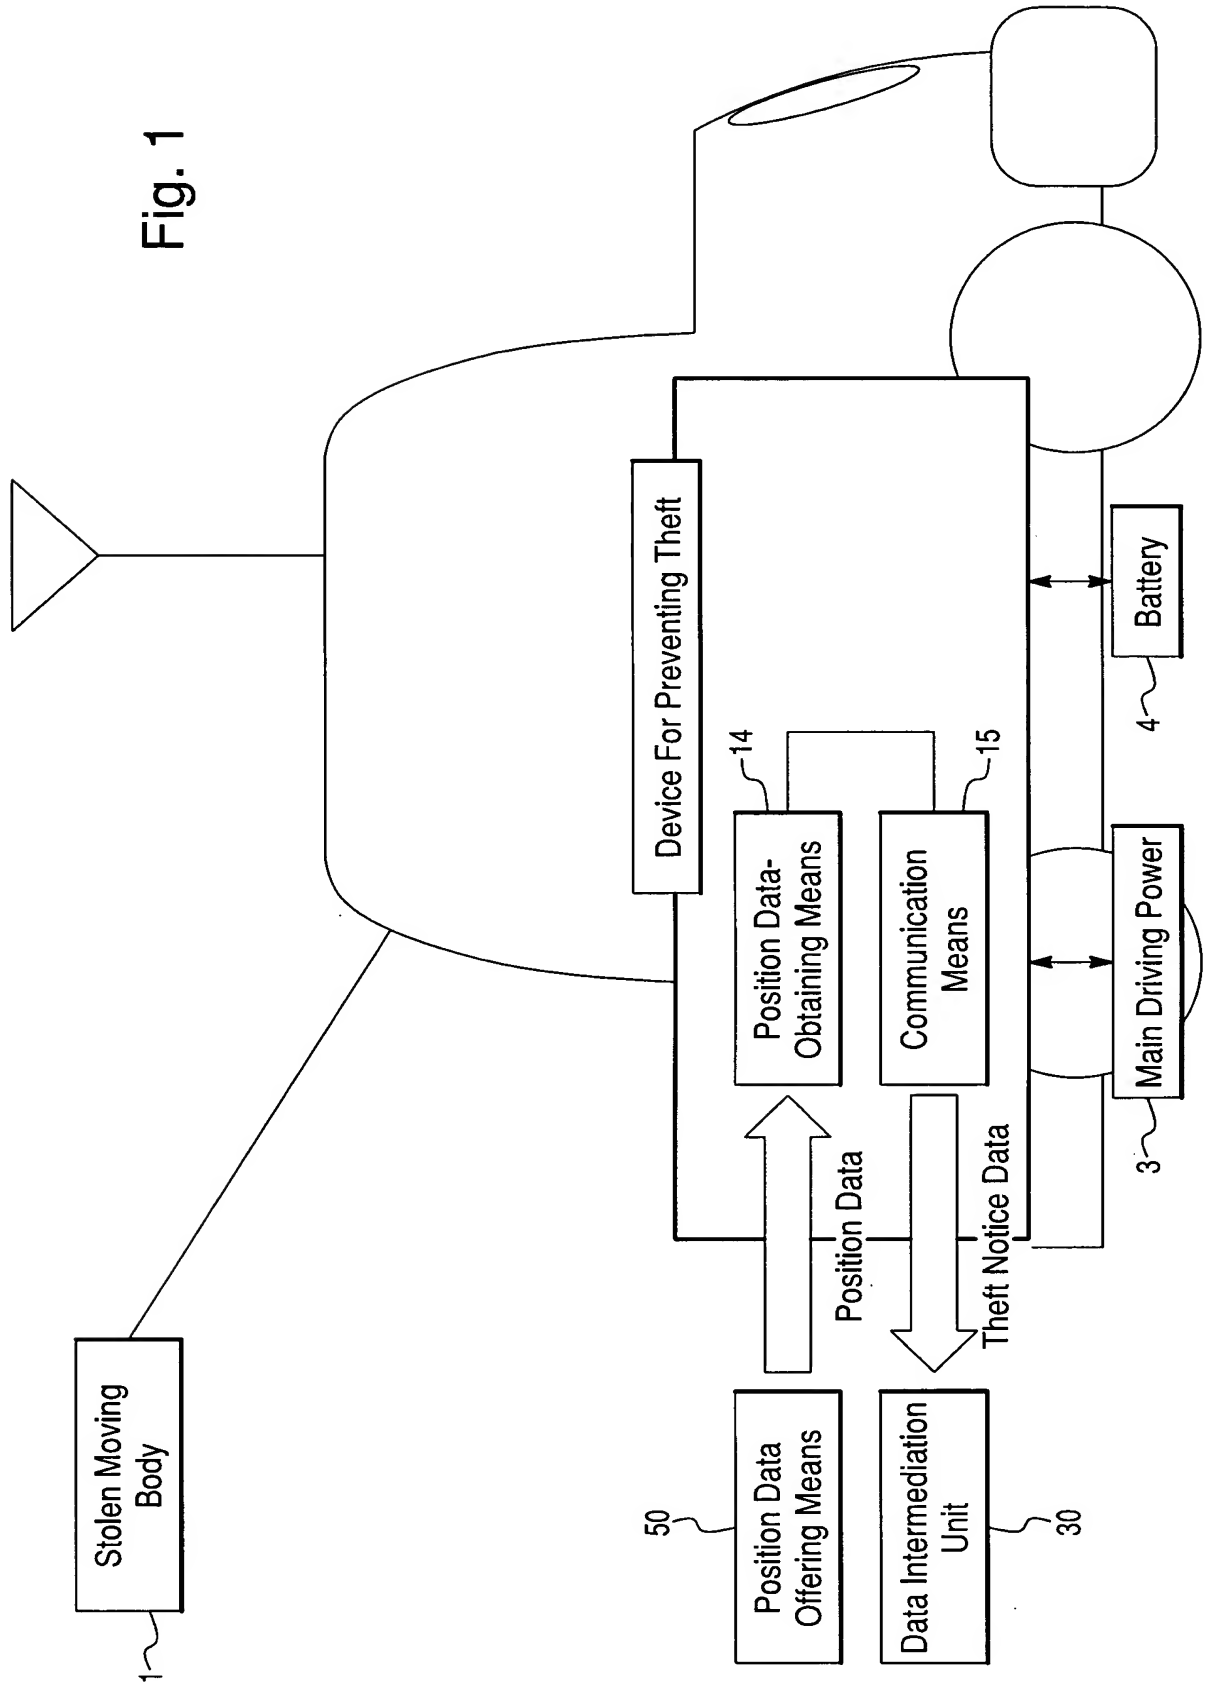 Fig. 1
Stolen Moving
Body
1
Device For Preventing Theft
50
Position Data
Offering Means
Position Data
14
Position Data-
Obtaining Means
30
Data Intermediation
Unit
Theft Notice Data
15
Communication
Means
3
Main Driving Power
4
Battery